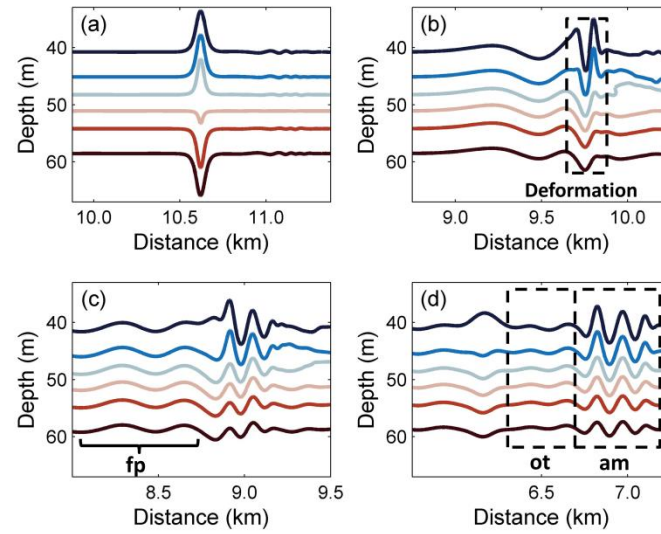 (a)
40
50
60
Depth (m)
10.0
10.5
11.0
Distance (km)
(b)
40
50
60
Depth (m)
Deformation
9.0
9.5
10.0
Distance (km)
(c)
40
50
60
Depth (m)
fp
8.5
9.0
9.5
Distance (km)
(d)
40
50
60
Depth (m)
ot
am
6.5
7.0
Distance (km)